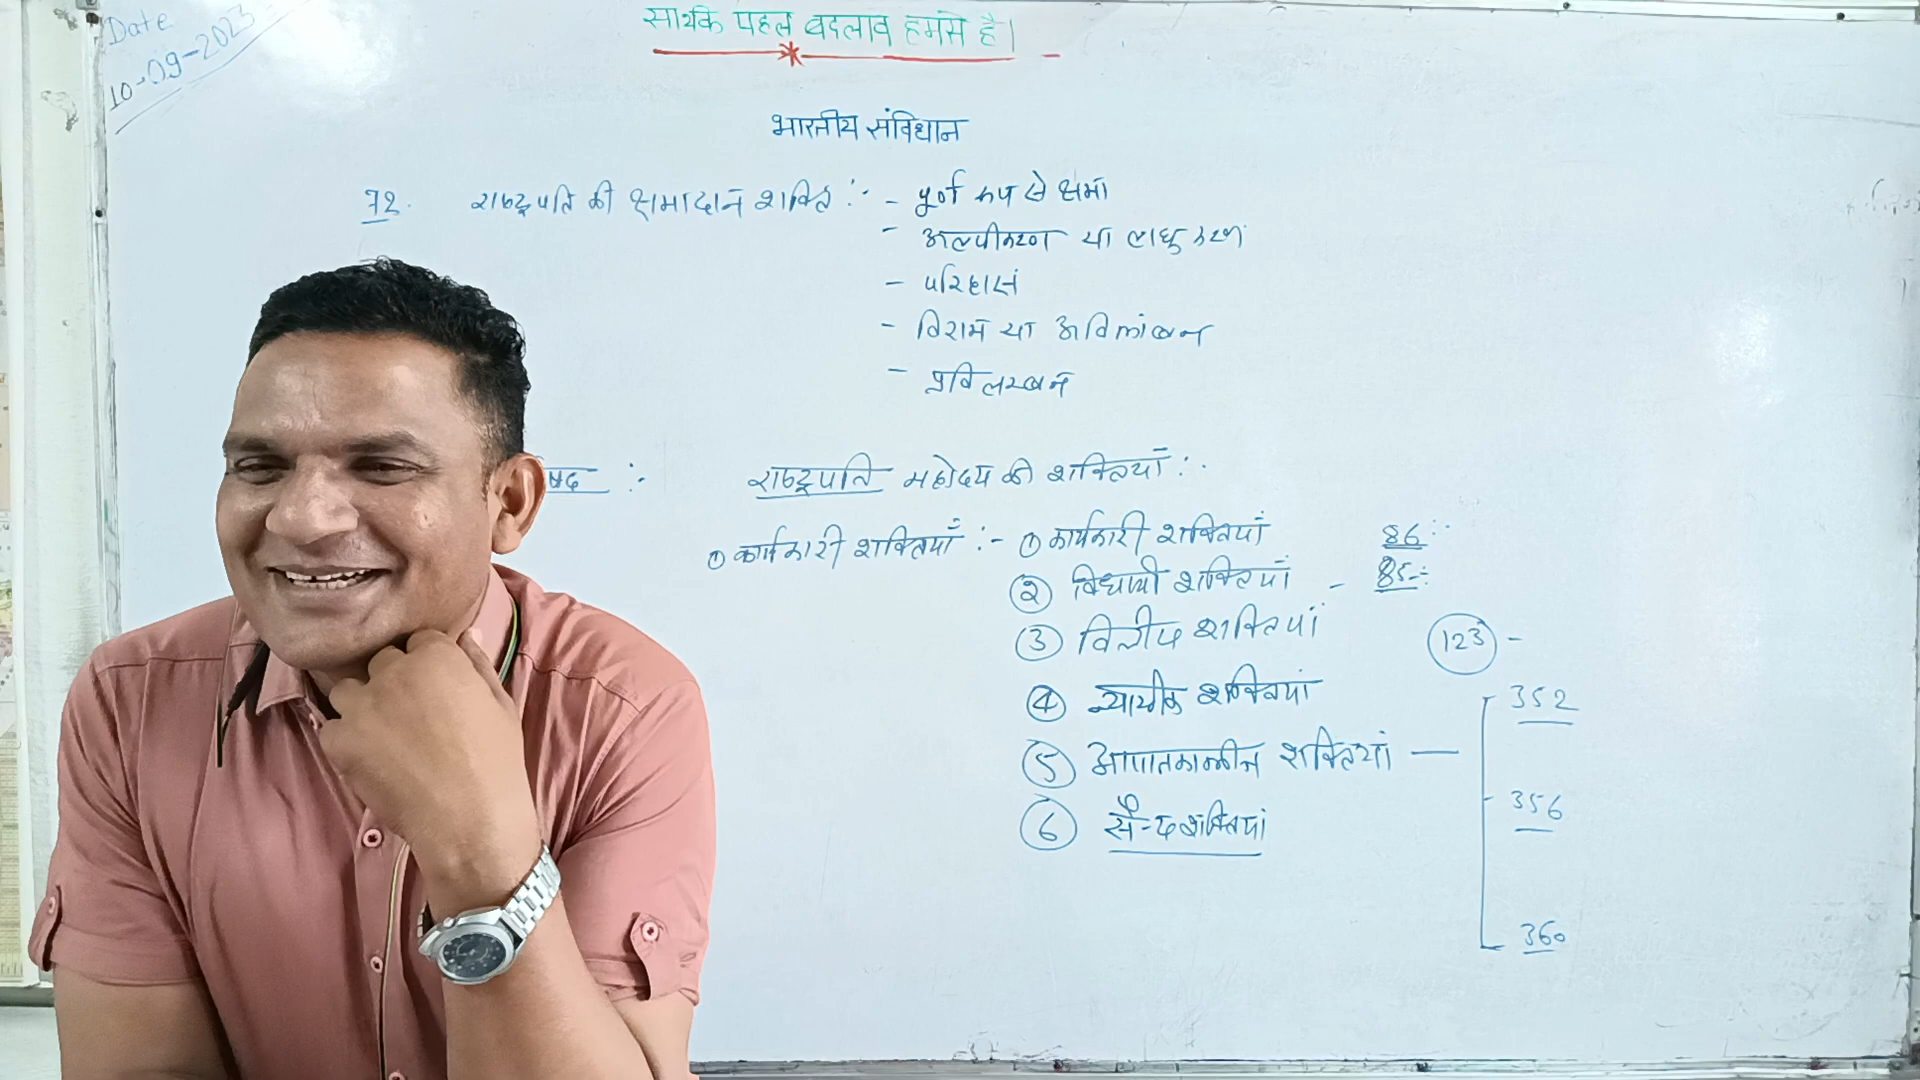 Date
10-09-2023
सार्थक पहल बदलाव हमसे है।
भारतीय संविधान
72. राष्ट्रपति की क्षमादान शक्ति :- - पूर्ण रूप से क्षमा
- अल्पीकरण या लघुकरण
- परिहास
- विराम या अविलंबन
- प्रविलम्बन
षद :- राष्ट्रपति महोदय की शक्तियाँ :-
① कार्यकारी शक्तियाँ :- ① कार्यकारी शक्तियाँ 86 :-
② विधायी शक्तियाँ - 85 :-
③ वित्तीय शक्तियां 123 -
④ न्यायीक शक्तियां 352
⑤ आपातकालीन शक्तियां — 356
⑥ सैन्य शक्तियां
360